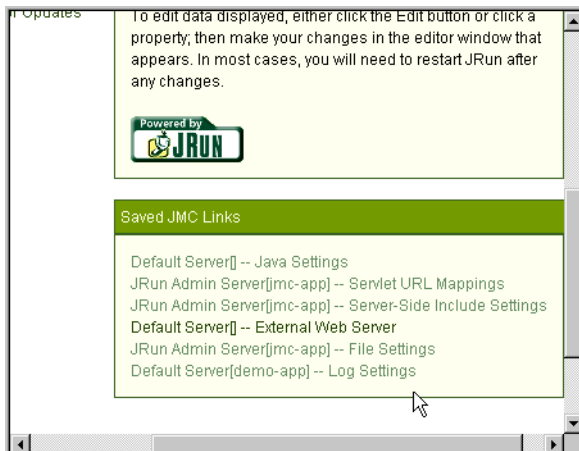 r Updates
To edit data displayed, either click the Edit button or click a
property; then make your changes in the editor window that
appears. In most cases, you will need to restart JRun after
any changes.
Powered by
JRUN
Saved JMC Links
Default Server[] -- Java Settings
JRun Admin Server[jmc-app] -- Servlet URL Mappings
JRun Admin Server[jmc-app] -- Server-Side Include Settings
Default Server[] -- External Web Server
JRun Admin Server[jmc-app] -- File Settings
Default Server[demo-app] -- Log Settings